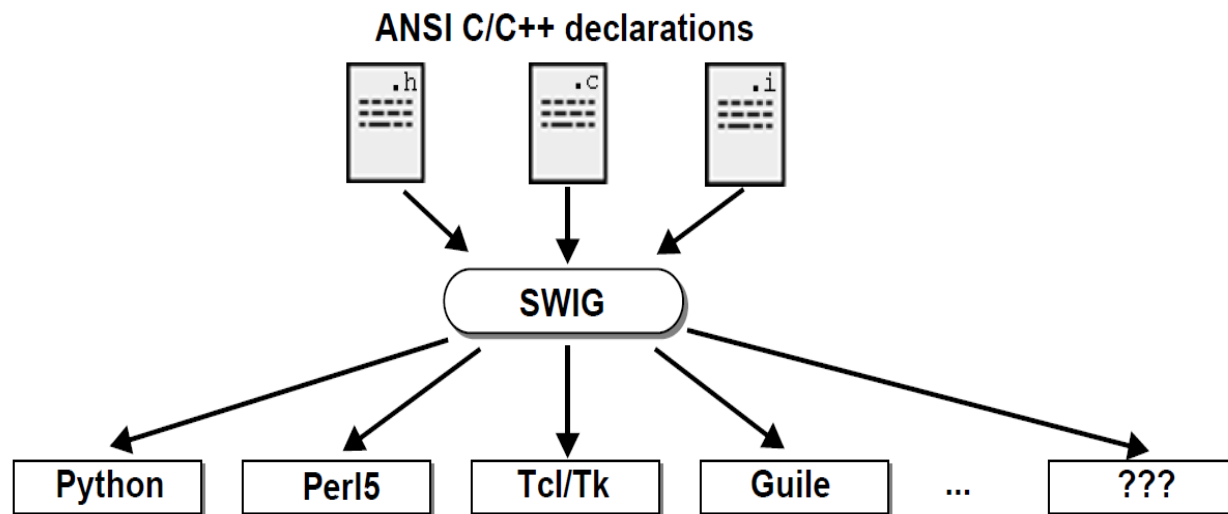 ANSI C/C++ declarations
.h
.c
.i
SWIG
Python
Perl5
Tcl/Tk
Guile
...
???